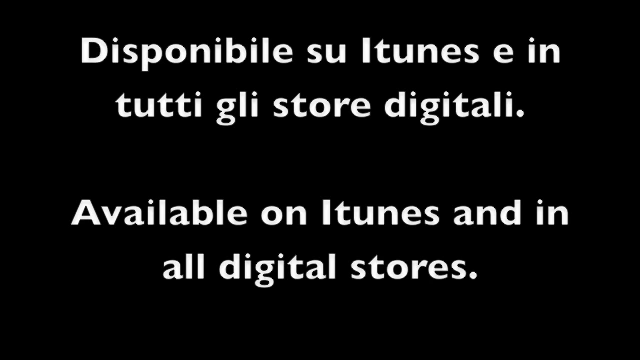 Disponibile su Itunes e in
tutti gli store digitali.
Available on Itunes and in
all digital stores.